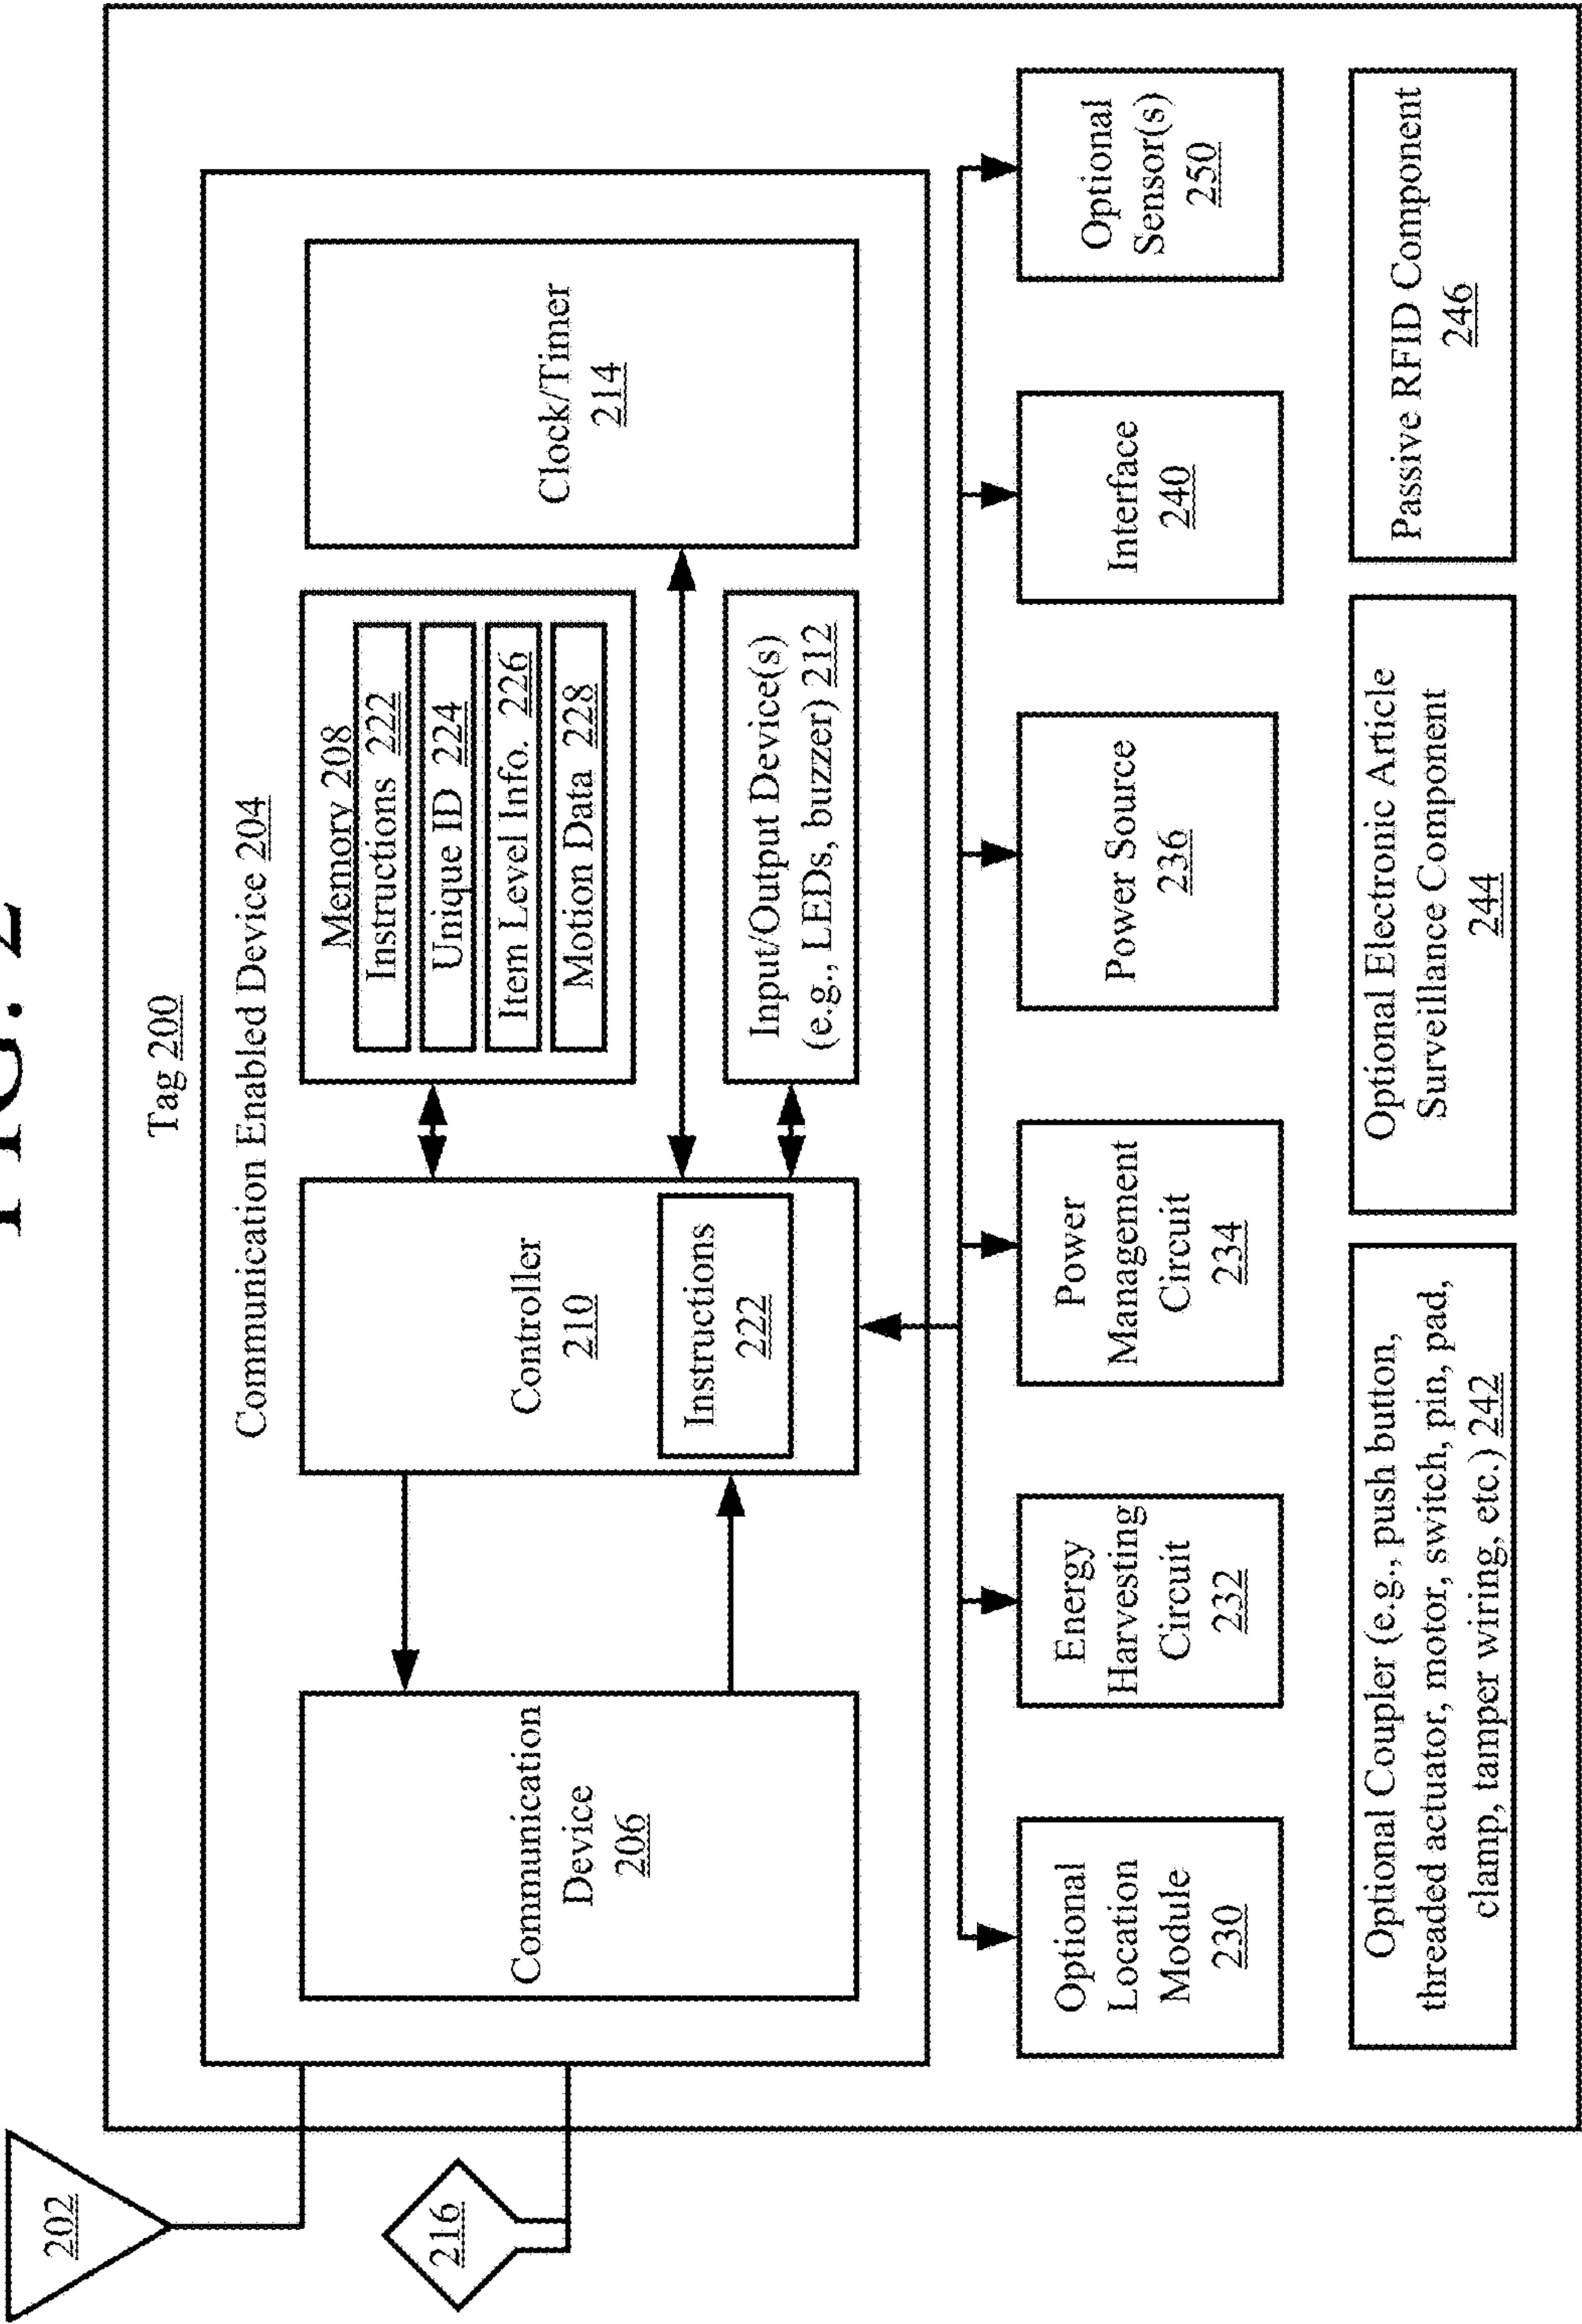 FIG. 2
Tag 200
202
216
Communication Enabled Device 204
Communication
Device
206
Controller
210
Instructions
222
Memory 208
Instructions 222
Unique ID 224
Item Level Info. 226
Motion Data 228
Input/Output Device(s)
(e.g., LEDs, buzzer) 212
Clock/Timer
214
Optional
Location
Module
230
Energy
Harvesting
Circuit
232
Power
Management
Circuit
234
Power Source
236
Interface
240
Optional
Sensor(s)
250
Optional Coupler (e.g., push button,
threaded actuator, motor, switch, pin, pad,
clamp, tamper wiring, etc.) 242
Optional Electronic Article
Surveillance Component
244
Passive RFID Component
246